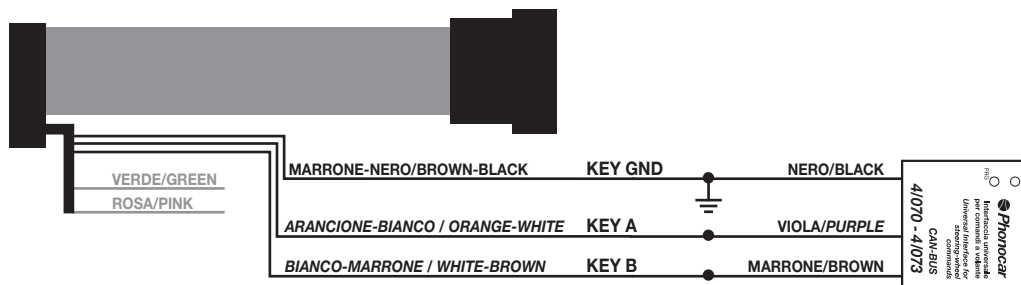 VERDE/GREEN
ROSA/PINK
MARRONE-NERO/BROWN-BLACK KEY GND NERO/BLACK
ARANCIONE-BIANCO / ORANGE-WHITE KEY A VIOLA/PURPLE
BIANCO-MARRONE / WHITE-BROWN KEY B MARRONE/BROWN
PRG
Phonocar
Interfaccia universale
per comandi a volante
Universal Interface for
steering-wheel
commands
CAN-BUS
4/070 - 4/073